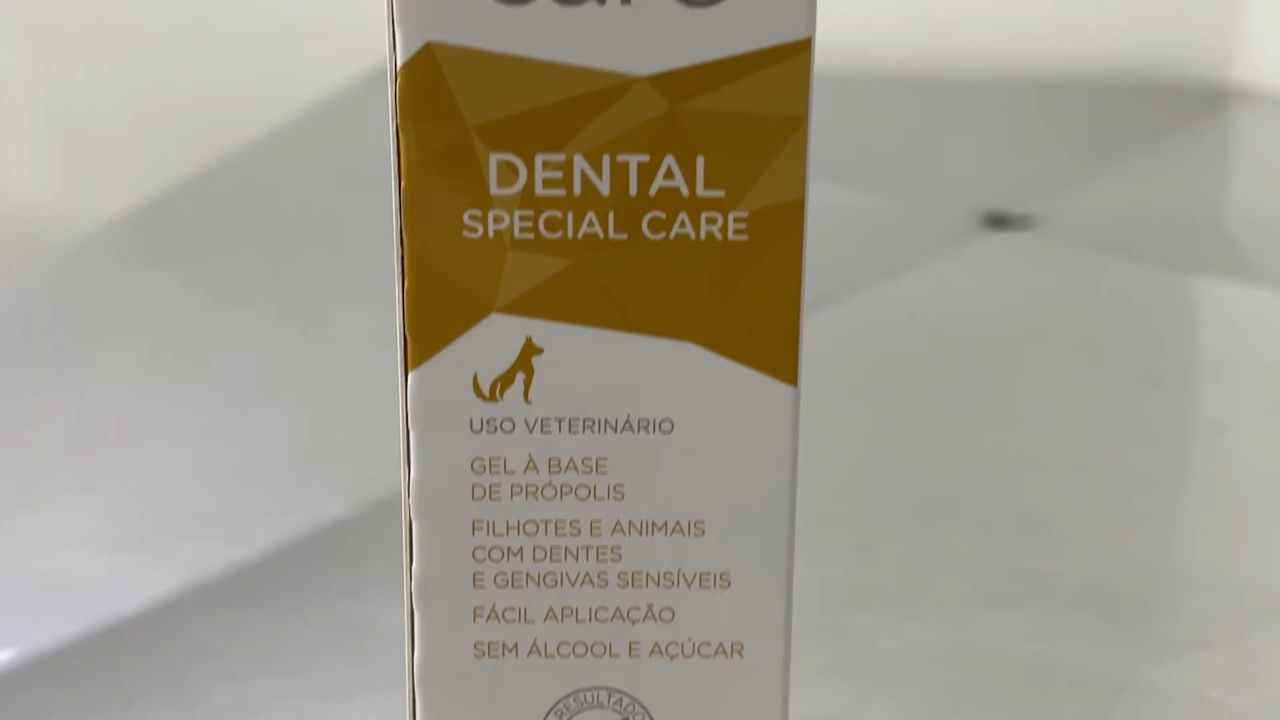 DENTAL
SPECIAL CARE
USO VETERINÁRIO
GEL À BASE
DE PRÓPOLIS
FILHOTES E ANIMAIS
COM DENTES
E GENGIVAS SENSÍVEIS
FÁCIL APLICAÇÃO
SEM ÁLCOOL E AÇÚCAR
RESULTADO